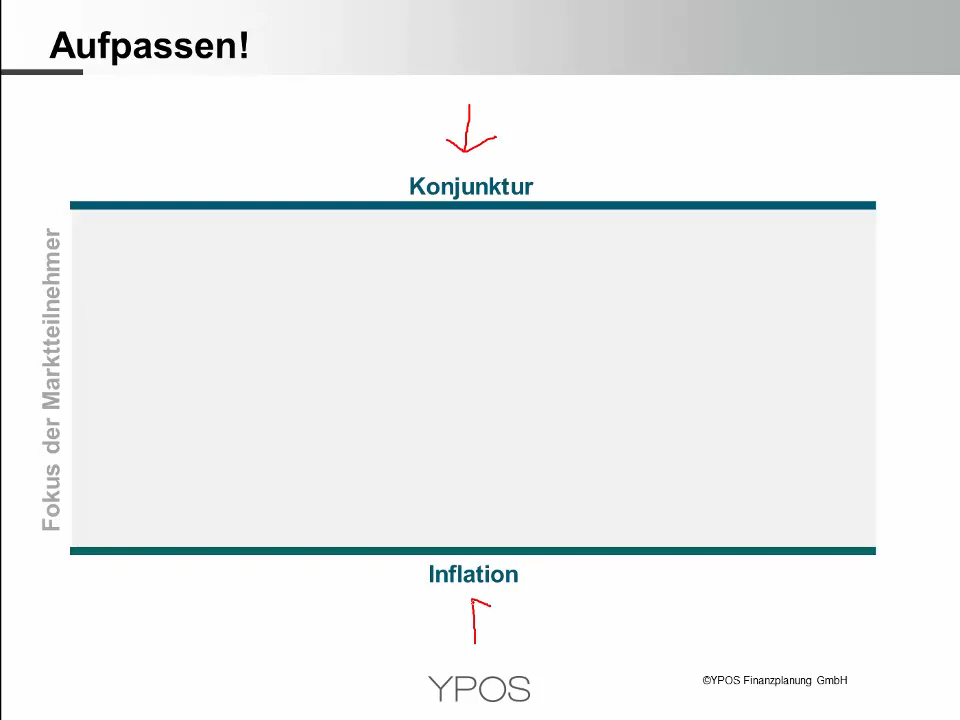 Aufpassen!
Konjunktur
Fokus der Marktteilnehmer
Inflation
YPOS
©YPOS Finanzplanung GmbH